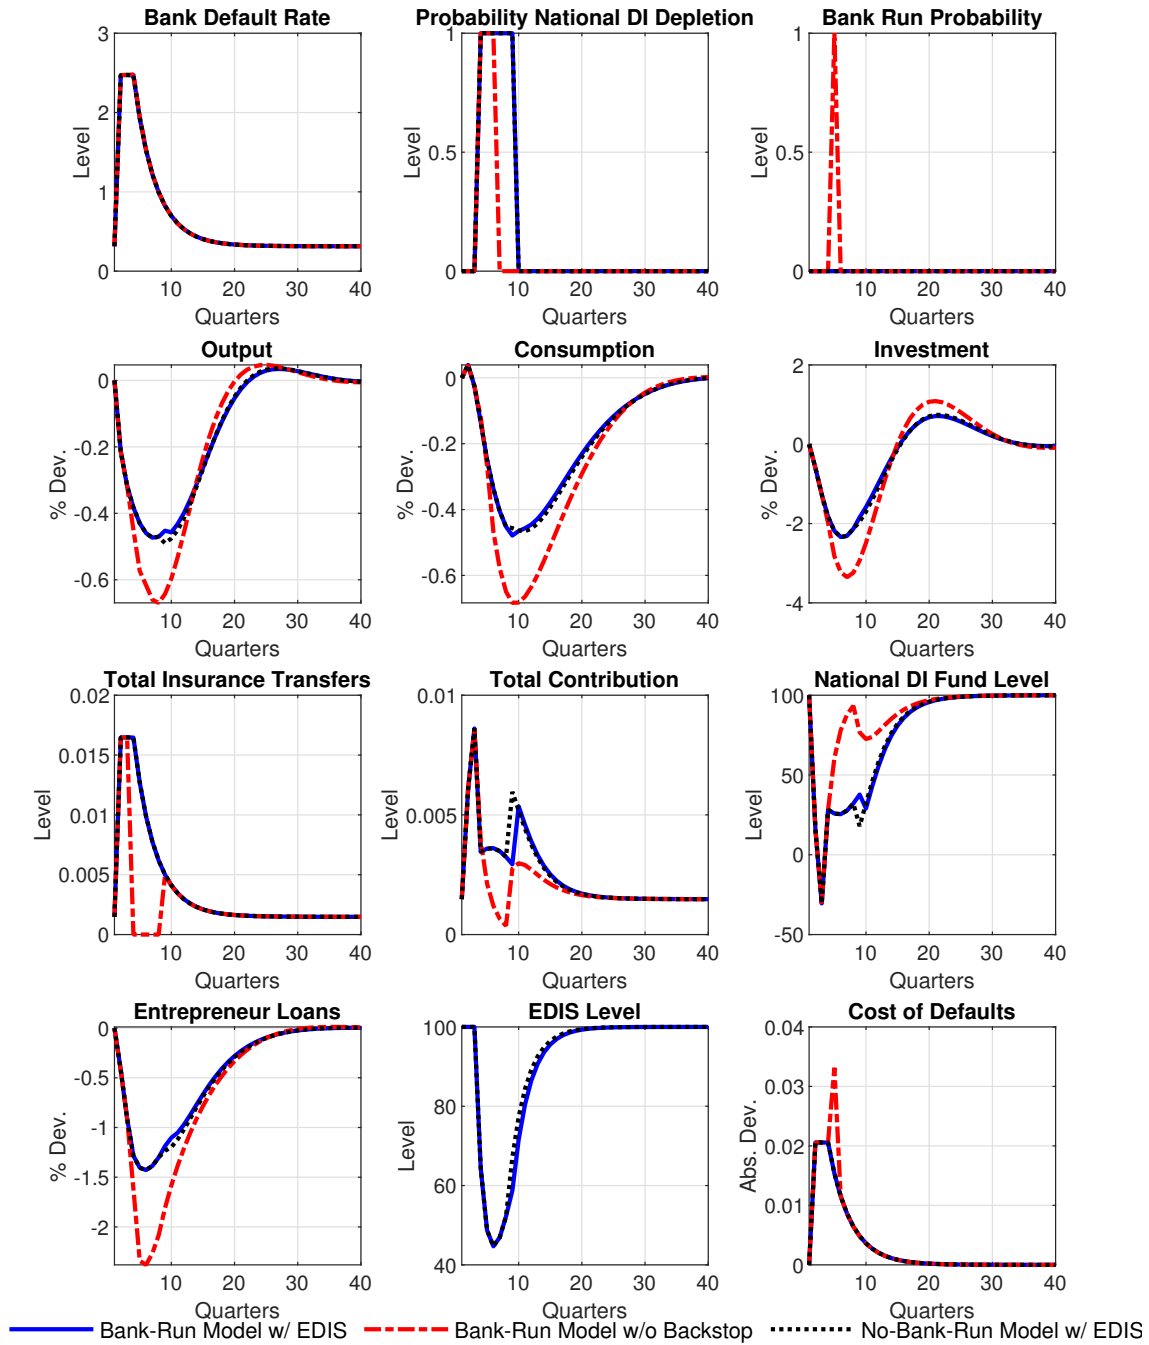 Bank Default Rate
Probability National DI Depletion
Bank Run Probability
Level
3
2
1
0
10 20 30 40
Quarters
Level
1
0.5
0
10 20 30 40
Quarters
Level
1
0.5
0
10 20 30 40
Quarters
Output
Consumption
Investment
% Dev.
0
-0.2
-0.4
-0.6
10 20 30 40
Quarters
% Dev.
0
-0.2
-0.4
-0.6
10 20 30 40
Quarters
% Dev.
2
0
-2
-4
10 20 30 40
Quarters
Total Insurance Transfers
Total Contribution
National DI Fund Level
Level
0.02
0.015
0.01
0.005
0
10 20 30 40
Quarters
Level
0.01
0.005
0
10 20 30 40
Quarters
Level
100
50
0
-50
10 20 30 40
Quarters
Entrepreneur Loans
EDIS Level
Cost of Defaults
% Dev.
0
-0.5
-1
-1.5
-2
10 20 30 40
Quarters
Level
100
80
60
40
10 20 30 40
Quarters
Abs. Dev.
0.04
0.03
0.02
0.01
0
10 20 30 40
Quarters
Bank-Run Model w/ EDIS
Bank-Run Model w/o Backstop
No-Bank-Run Model w/ EDIS